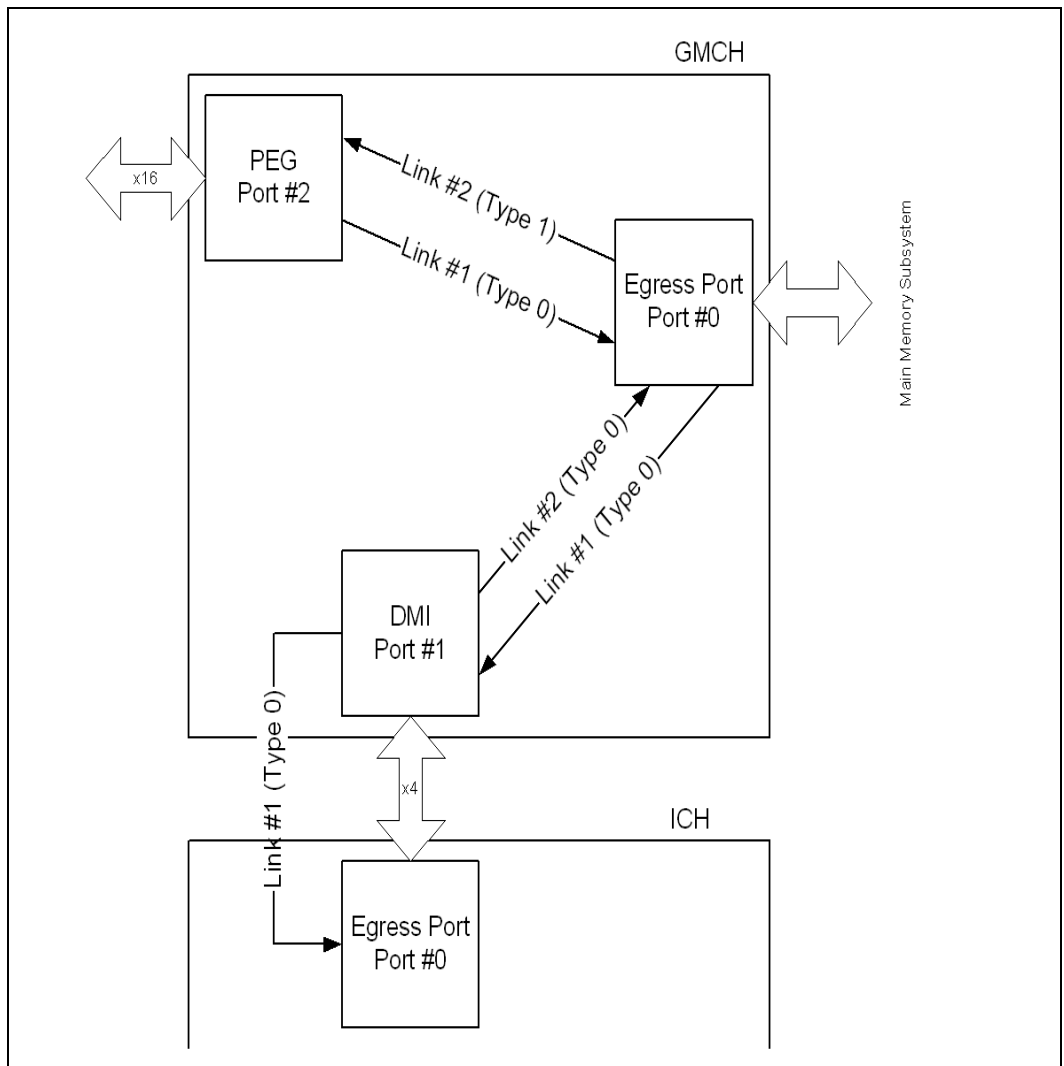 GMCH
PEG
Port #2
x16
Link #2 (Type 1)
Link #1 (Type 0)
Egress Port
Port #0
Main Memory Subsystem
Link #2 (Type 0)
Link #1 (Type 0)
DMI
Port #1
Link #1 (Type 0)
x4
ICH
Egress Port
Port #0